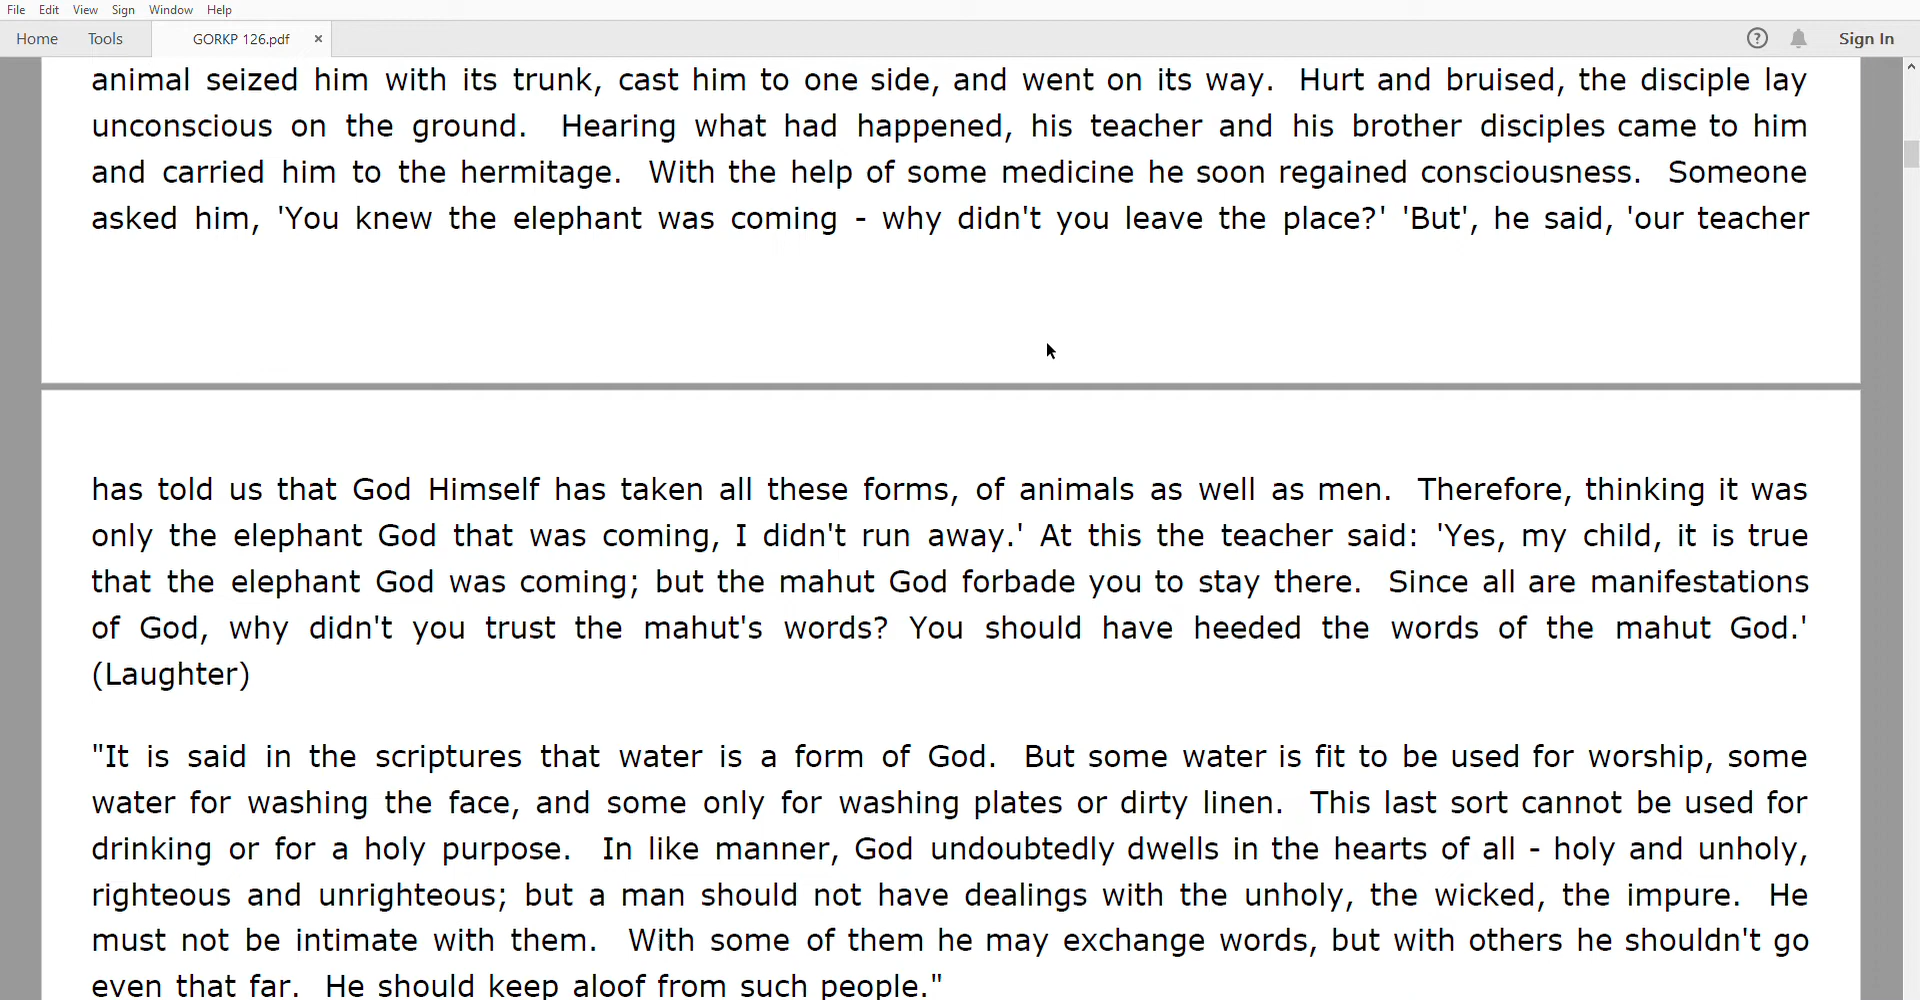 File Edit View Sign Window Help
Home Tools GORKP 126.pdf × Sign In
animal seized him with its trunk, cast him to one side, and went on its way. Hurt and bruised, the disciple lay
unconscious on the ground. Hearing what had happened, his teacher and his brother disciples came to him
and carried him to the hermitage. With the help of some medicine he soon regained consciousness. Someone
asked him, 'You knew the elephant was coming - why didn't you leave the place?' 'But', he said, 'our teacher
has told us that God Himself has taken all these forms, of animals as well as men. Therefore, thinking it was
only the elephant God that was coming, I didn't run away.' At this the teacher said: 'Yes, my child, it is true
that the elephant God was coming; but the mahut God forbade you to stay there. Since all are manifestations
of God, why didn't you trust the mahut's words? You should have heeded the words of the mahut God.'
(Laughter)
"It is said in the scriptures that water is a form of God. But some water is fit to be used for worship, some
water for washing the face, and some only for washing plates or dirty linen. This last sort cannot be used for
drinking or for a holy purpose. In like manner, God undoubtedly dwells in the hearts of all - holy and unholy,
righteous and unrighteous; but a man should not have dealings with the unholy, the wicked, the impure. He
must not be intimate with them. With some of them he may exchange words, but with others he shouldn't go
even that far. He should keep aloof from such people."